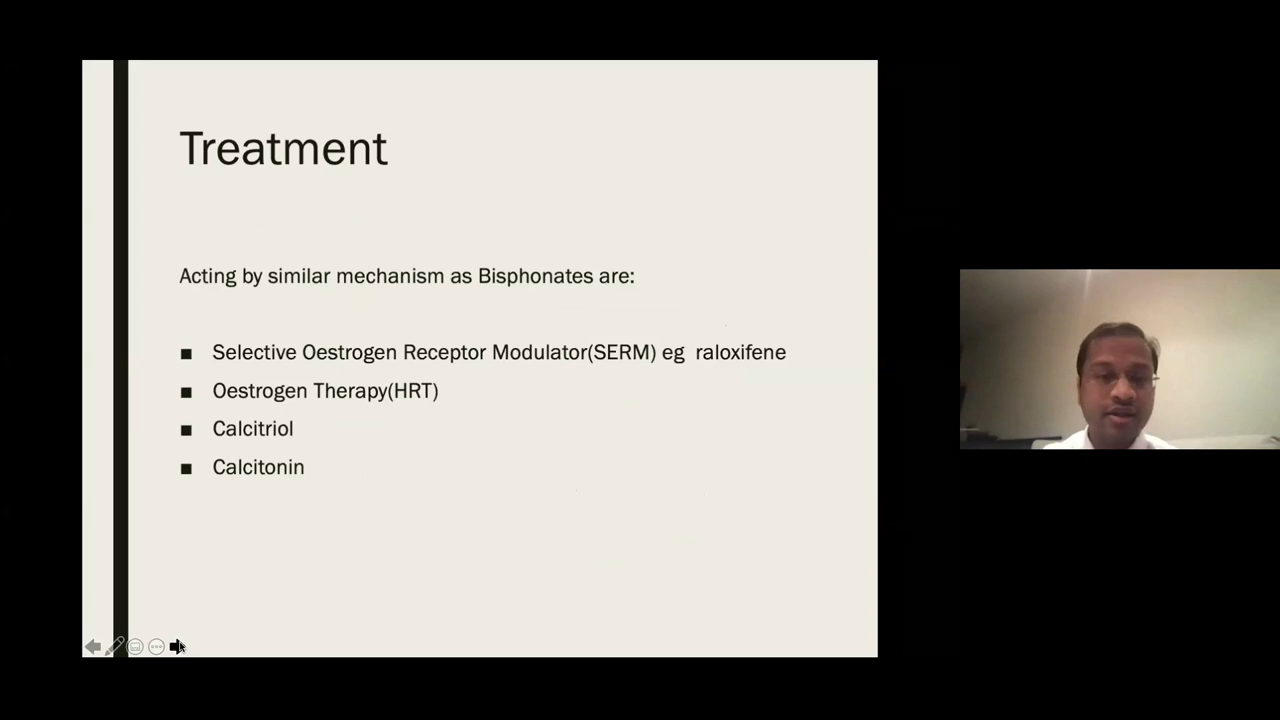 Treatment
Acting by similar mechanism as Bisphonates are:
■ Selective Oestrogen Receptor Modulator(SERM) eg raloxifene
■ Oestrogen Therapy(HRT)
■ Calcitriol
■ Calcitonin